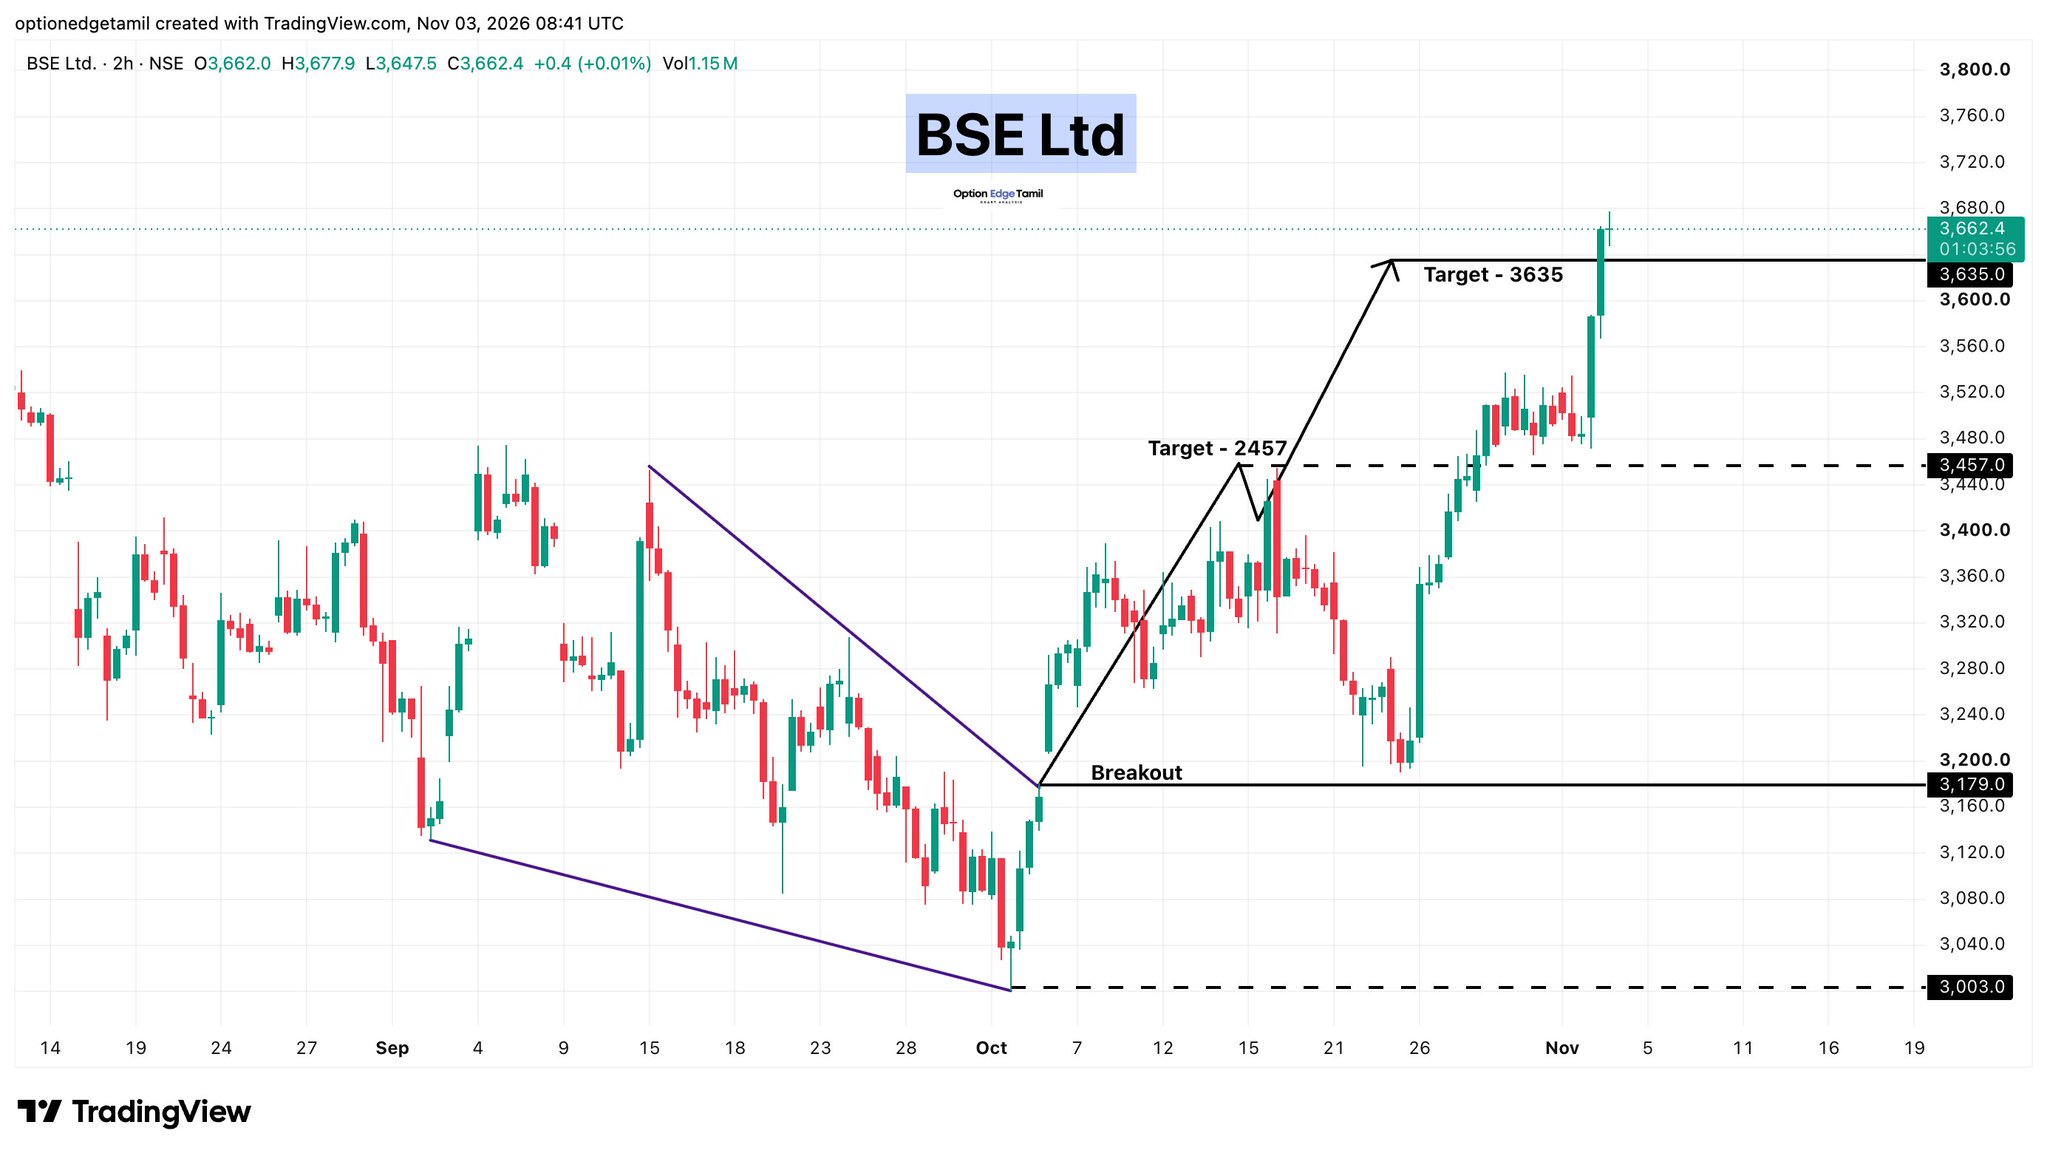 optionedgetamil created with TradingView.com, Nov 03, 2026 08:41 UTC
BSE Ltd. · 2h · NSE O3,662.0 H3,677.9 L3,647.5 C3,662.4 +0.4 (+0.01%) Vol1.15 M
BSE Ltd
Option Edge Tamil
CHART ANALYSIS
3,800.0
3,760.0
3,720.0
3,680.0
3,662.4
01:03:56
Target - 3635
3,635.0
3,600.0
3,560.0
3,520.0
3,480.0
Target - 2457
3,457.0
3,440.0
3,400.0
3,360.0
3,320.0
3,280.0
3,240.0
3,200.0
Breakout
3,179.0
3,160.0
3,120.0
3,080.0
3,040.0
3,003.0
14 19 24 27 Sep 4 9 15 18 23 28 Oct 7 12 15 21 26 Nov 5 11 16 19
TradingView